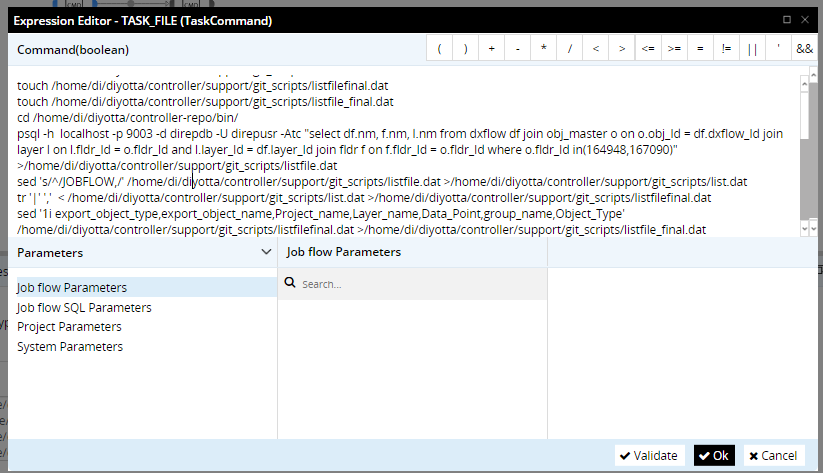 CMD
CMD
Expression Editor - TASK_FILE (TaskCommand)
Command(boolean)
( ) + - * / < > <= >= = != || ' &&
touch /home/di/diyotta/controller/support/git_scripts/listfilefinal.dat
touch /home/di/diyotta/controller/support/git_scripts/listfile_final.dat
cd /home/di/diyotta/controller-repo/bin/
psql -h localhost -p 9003 -d direpdb -U direpusr -Atc "select df.nm, f.nm, l.nm from dxflow df join obj_master o on o.obj_Id = df.dxflow_Id join
layer l on l.fldr_Id = o.fldr_Id and l.layer_Id = df.layer_Id join fldr f on f.fldr_Id = o.fldr_Id where o.fldr_Id in(164948,167090)"
>/home/di/diyotta/controller/support/git_scripts/listfile.dat
sed 's/^/JOBFLOW,/' /home/di/diyotta/controller/support/git_scripts/listfile.dat >/home/di/diyotta/controller/support/git_scripts/list.dat
tr '|' ',' < /home/di/diyotta/controller/support/git_scripts/list.dat >/home/di/diyotta/controller/support/git_scripts/listfilefinal.dat
sed '1i export_object_type,export_object_name,Project_name,Layer_name,Data_Point,group_name,Object_Type'
/home/di/diyotta/controller/support/git_scripts/listfilefinal.dat >/home/di/diyotta/controller/support/git_scripts/listfile_final.dat
Parameters
Job flow Parameters
Job flow Parameters
Job flow SQL Parameters
Project Parameters
System Parameters
Search...
Validate
Ok
Cancel